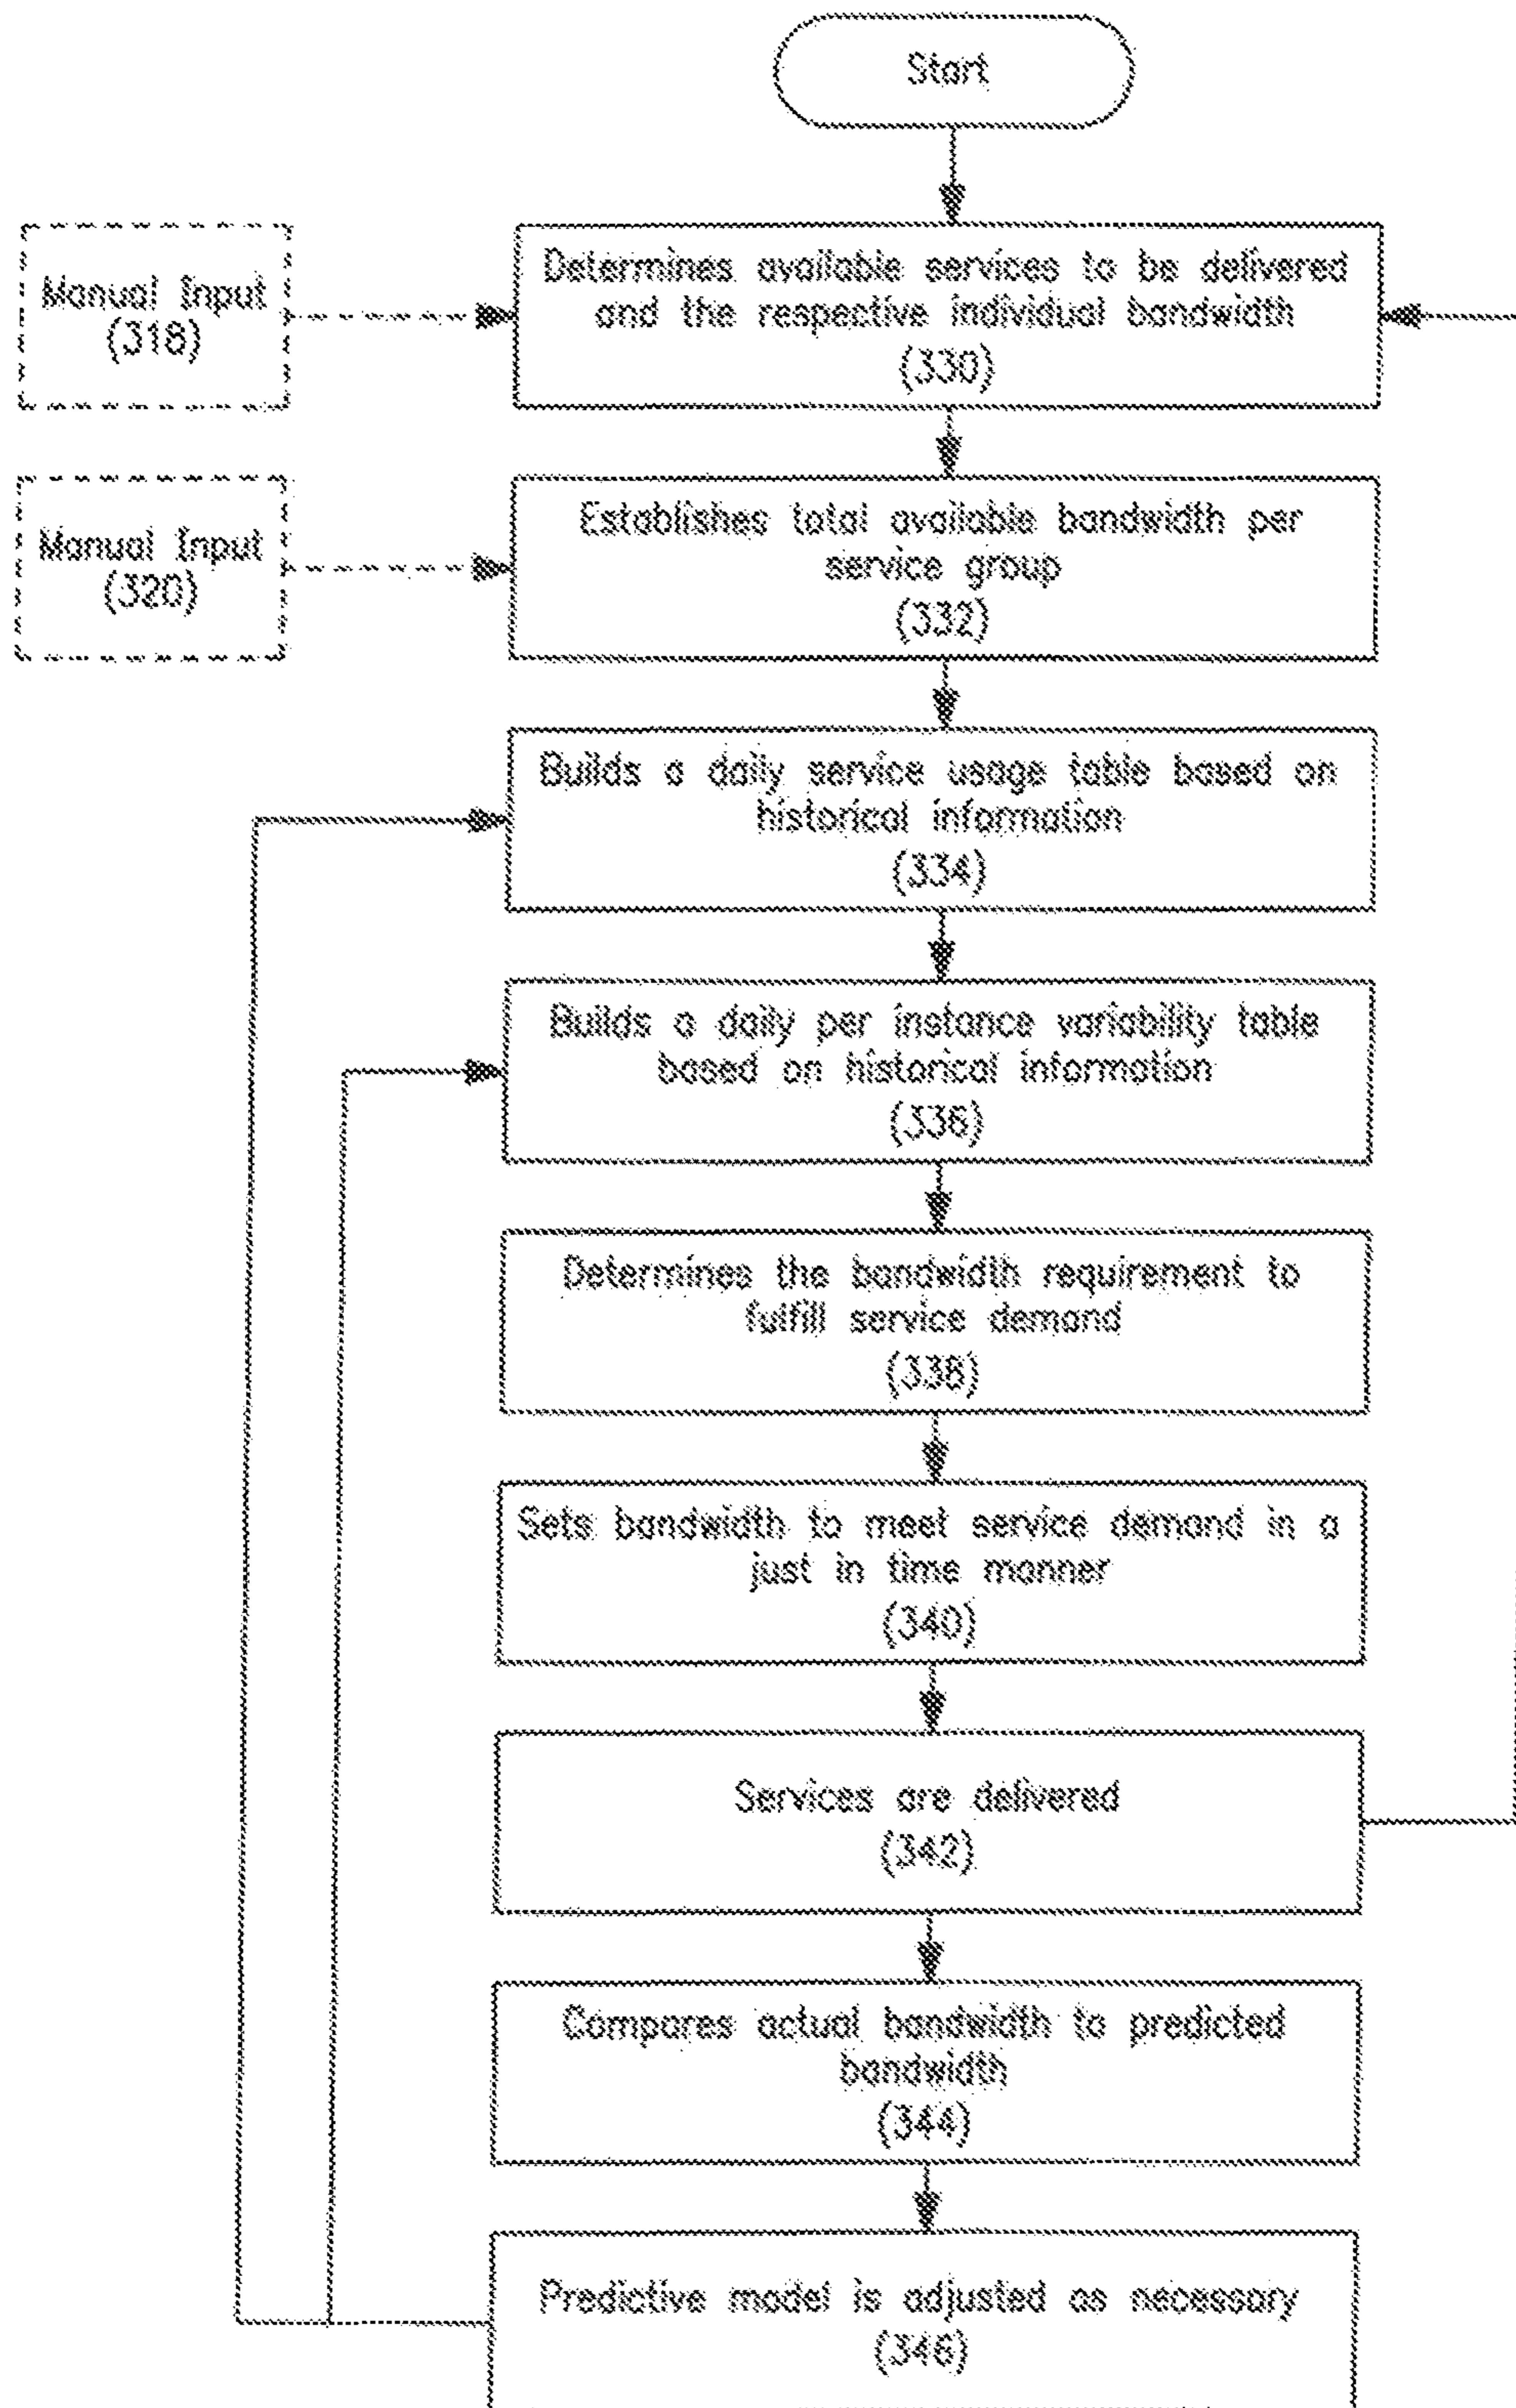 Start
Manual Input
(318)
Determines available services to be delivered
and the respective individual bandwidth
(330)
Manual Input
(320)
Establishes total available bandwidth per
service group
(332)
Builds a daily service usage table based on
historical information
(334)
Builds a daily per instance variability table
based on historical information
(336)
Determines the bandwidth requirement to
fulfill service demand
(338)
Sets bandwidth to meet service demand in a
just in time manner
(340)
Services are delivered
(342)
Compares actual bandwidth to predicted
bandwidth
(344)
Predictive model is adjusted as necessary
(346)